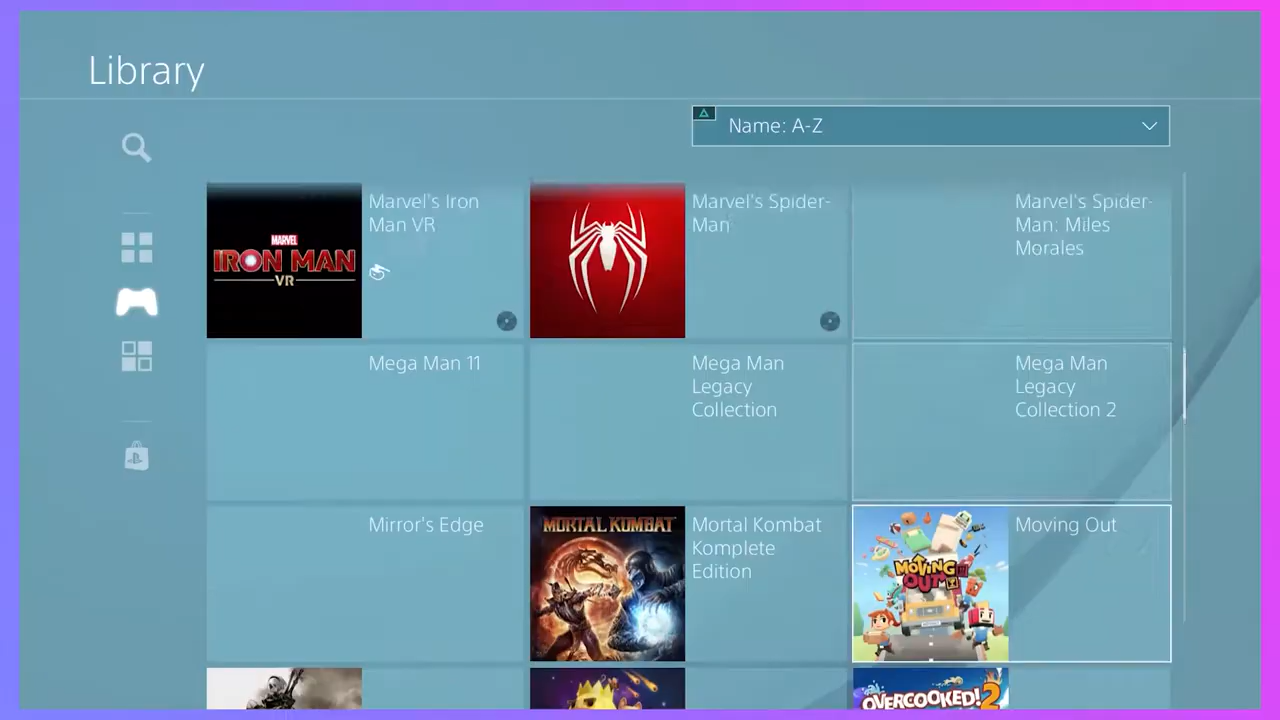 Library
Name: A-Z
MARVEL
IRON MAN
VR
Marvel's Iron
Man VR
Marvel's Spider-
Man
Marvel's Spider-
Man: Miles
Morales
Mega Man 11
Mega Man
Legacy
Collection
Mega Man
Legacy
Collection 2
Mirror's Edge
MORTAL KOMBAT
Mortal Kombat
Komplete
Edition
MOVING
OUT
Moving Out
OVERCOOKED! 2